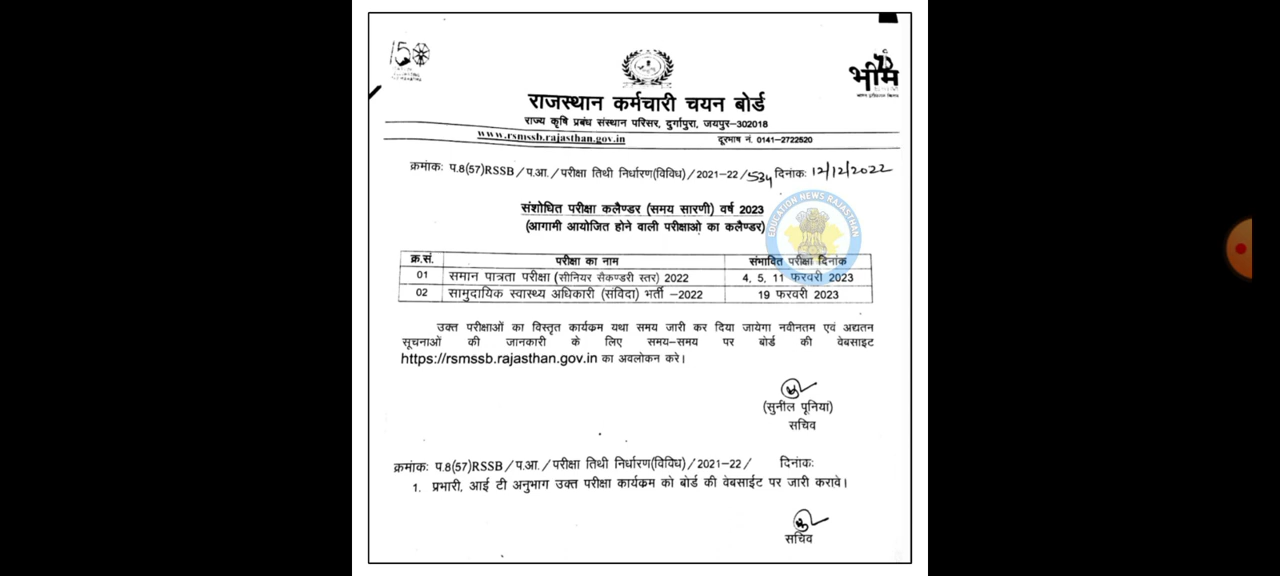 150
भीम
राजस्थान कर्मचारी चयन बोर्ड
राज्य कृषि प्रबंध संस्थान परिसर, दुर्गापुरा, जयपुर–302018
www.rsmssb.rajasthan.gov.in दूरभाष नं. 0141–2722520
क्रमांकः प.8(57)RSSB/प.आ./परीक्षा तिथी निर्धारण(विविध)/2021–22/534 दिनांकः 12/12/2022
संशोधित परीक्षा कलैण्डर (समय सारणी) वर्ष 2023
(आगामी आयोजित होने वाली परीक्षाओ का कलैण्डर)
EDUCATION NEWS RAJASTHAN
क्र.सं. परीक्षा का नाम संभावित परीक्षा दिनांक
01 समान पात्रता परीक्षा (सीनियर सैकण्डरी स्तर) 2022 4, 5, 11 फरवरी 2023
02 सामुदायिक स्वास्थ्य अधिकारी (संविदा) भर्ती –2022 19 फरवरी 2023
उक्त परीक्षाओं का विस्तृत कार्यक्रम यथा समय जारी कर दिया जायेगा नवीनतम एवं अद्यतन
सूचनाओं की जानकारी के लिए समय–समय पर बोर्ड की वेबसाइट
https://rsmssb.rajasthan.gov.in का अवलोकन करे।
(सुनील पूनियां)
सचिव
क्रमांकः प.8(57)RSSB/प.आ./परीक्षा तिथी निर्धारण(विविध)/2021–22/ दिनांकः
1. प्रभारी, आई टी अनुभाग उक्त परीक्षा कार्यक्रम को बोर्ड की वेबसाईट पर जारी करावे।
सचिव